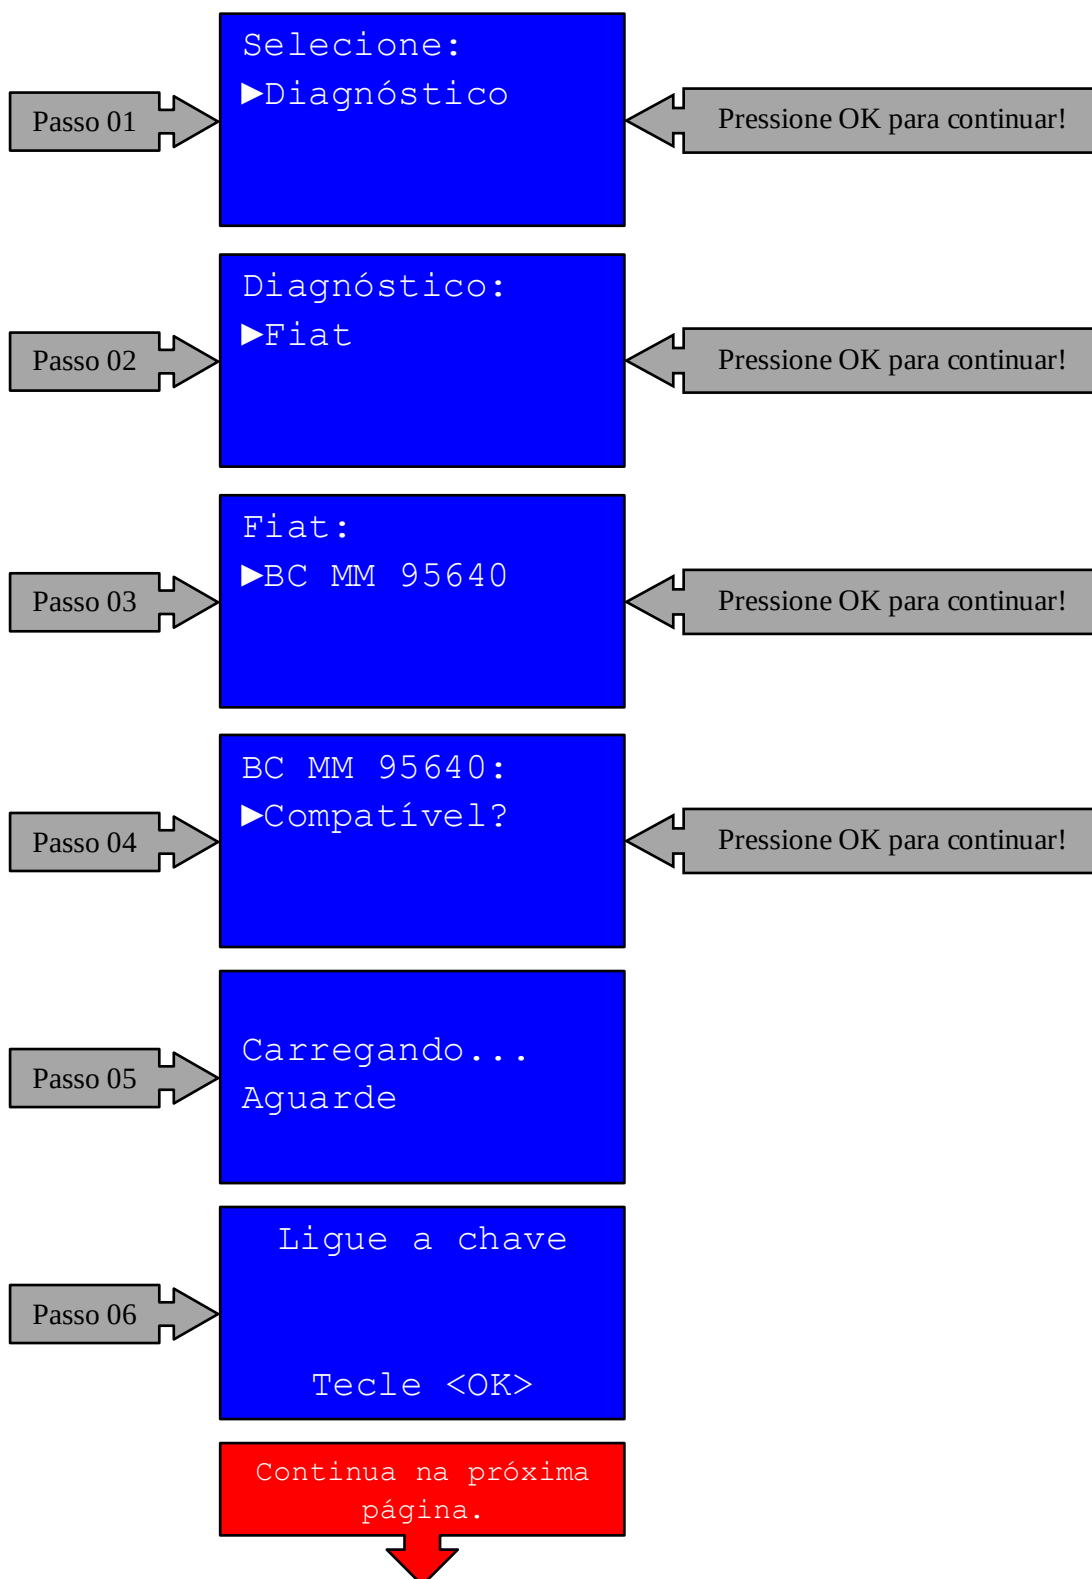 Passo 01
Selecione:
►Diagnóstico
Pressione OK para continuar!
Passo 02
Diagnóstico:
►Fiat
Pressione OK para continuar!
Passo 03
Fiat:
►BC MM 95640
Pressione OK para continuar!
Passo 04
BC MM 95640:
►Compatível?
Pressione OK para continuar!
Passo 05
Carregando...
Aguarde
Passo 06
Ligue a chave
Tecle <OK>
Continua na próxima
página.